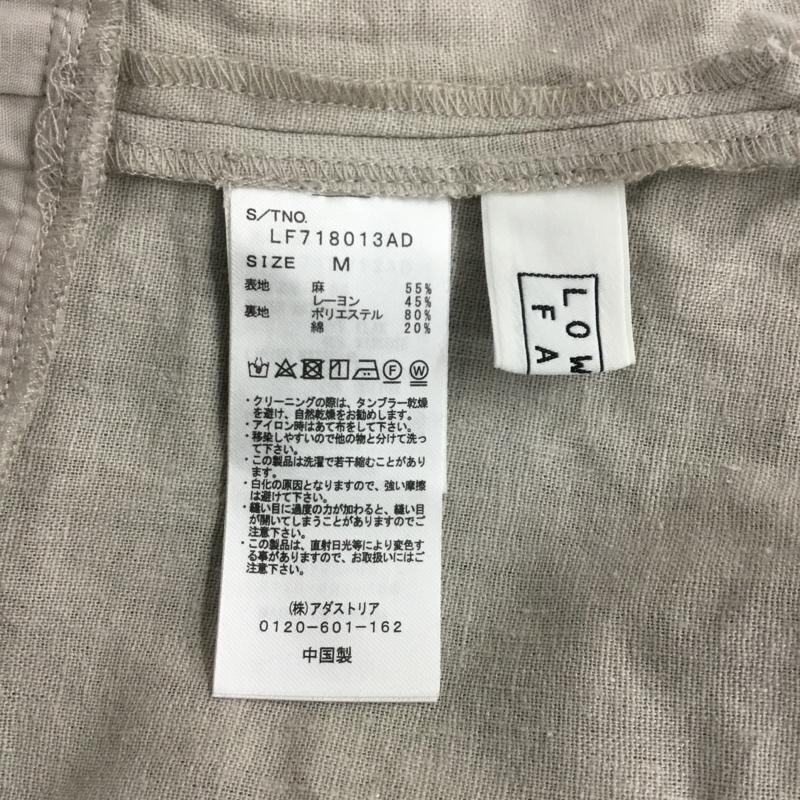 S/TNO.
LF718013AD
SIZE M
表地 麻 55%
レーヨン 45%
裏地 ポリエステル 80%
綿 20%
F W
・クリーニングの際は、タンブラー乾燥
を避け、自然乾燥をお勧めします。
・アイロン時はあて布をして下さい。
・移染しやすいので他の物と分けて洗っ
て下さい。
・この製品は洗濯で若干縮むことがあり
ます。
・白化の原因となりますので、強い摩擦
は避けて下さい。
・縫い目に過度の力が加わると、縫い目
が開いてしまうことがありますのでご
注意下さい。
・この製品は、直射日光等により変色す
る事がありますので、お取扱いにはご
注意下さい。
(株)アダストリア
0120-601-162
中国製
LOW
FA